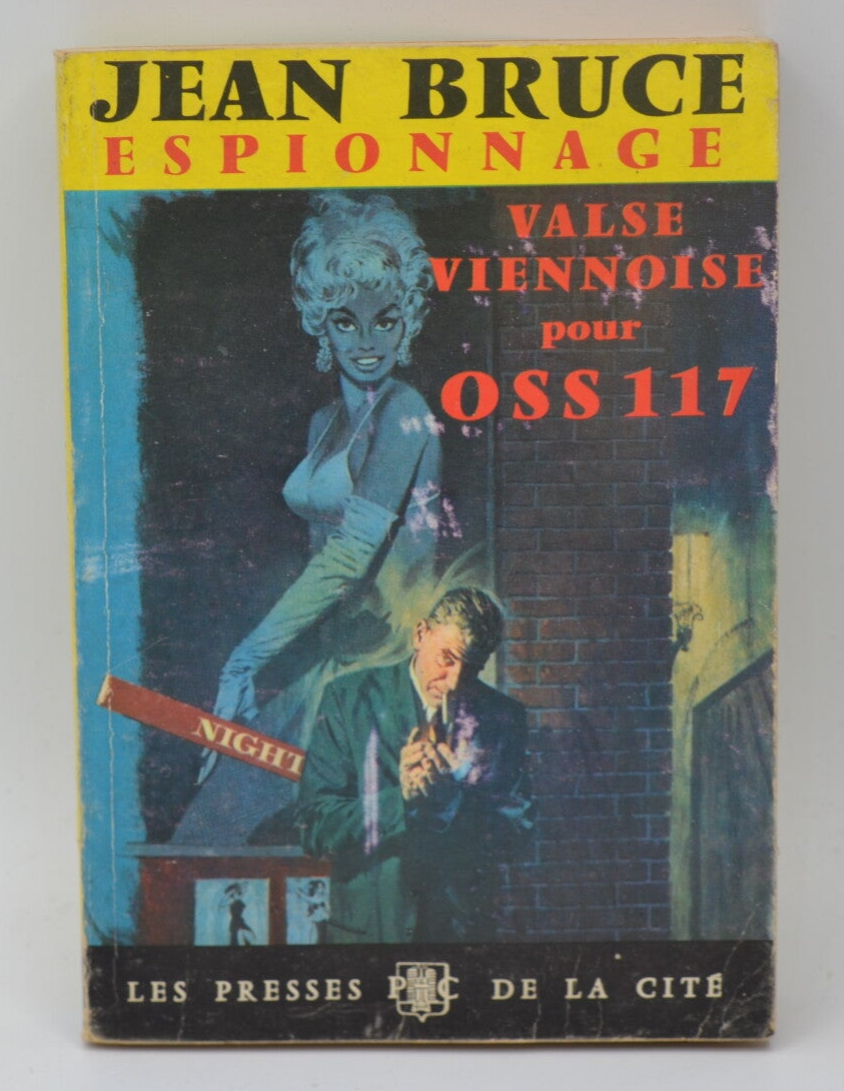 JEAN BRUCE
ESPIONNAGE
VALSE
VIENNOISE
pour
OSS 117
NIGHT
LES PRESSES P C DE LA CITÉ